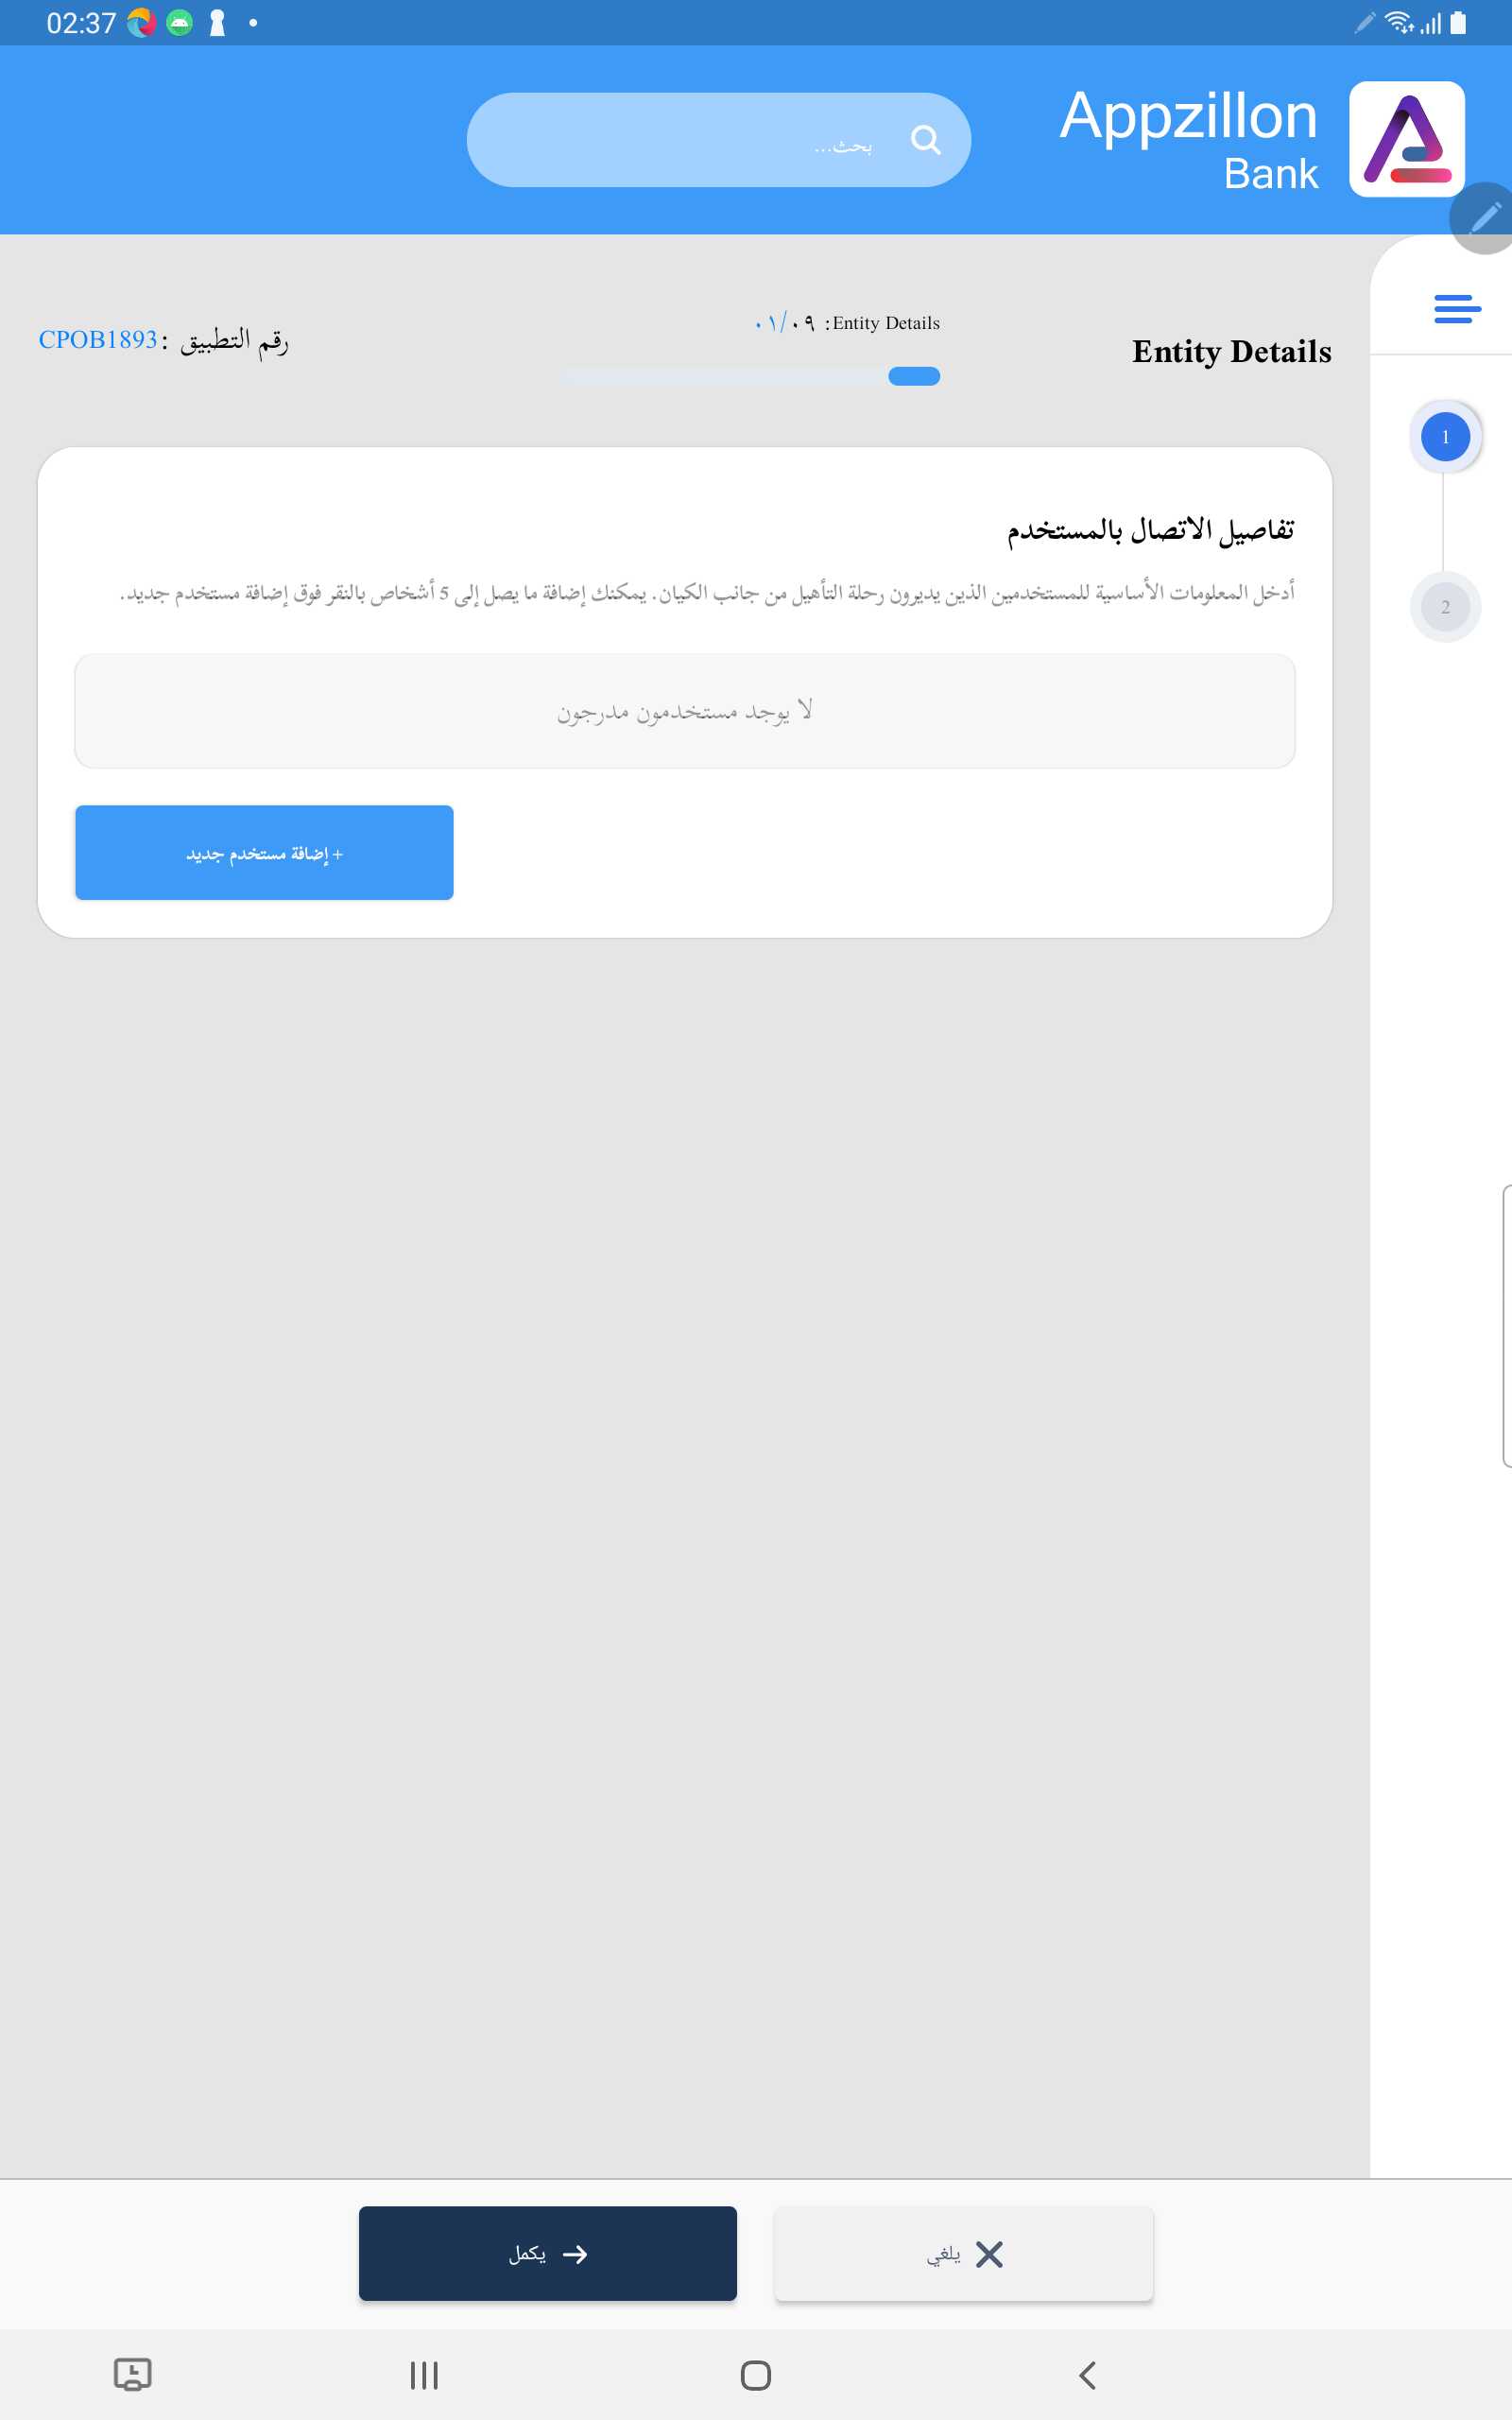 02:37
Appzillon
Bank
بحث...
Entity Details
Entity Details: ٠١/٠٩
رقم التطبيق :CPOB1893
1
2
تفاصيل الاتصال بالمستخدم
أدخل المعلومات الأساسية للمستخدمين الذين يديرون رحلة التأهيل من جانب الكيان. يمكنك إضافة ما يصل إلى 5 أشخاص بالنقر فوق إضافة مستخدم جديد.
لا يوجد مستخدمون مدرجون
+ إضافة مستخدم جديد
يلغي
يكمل